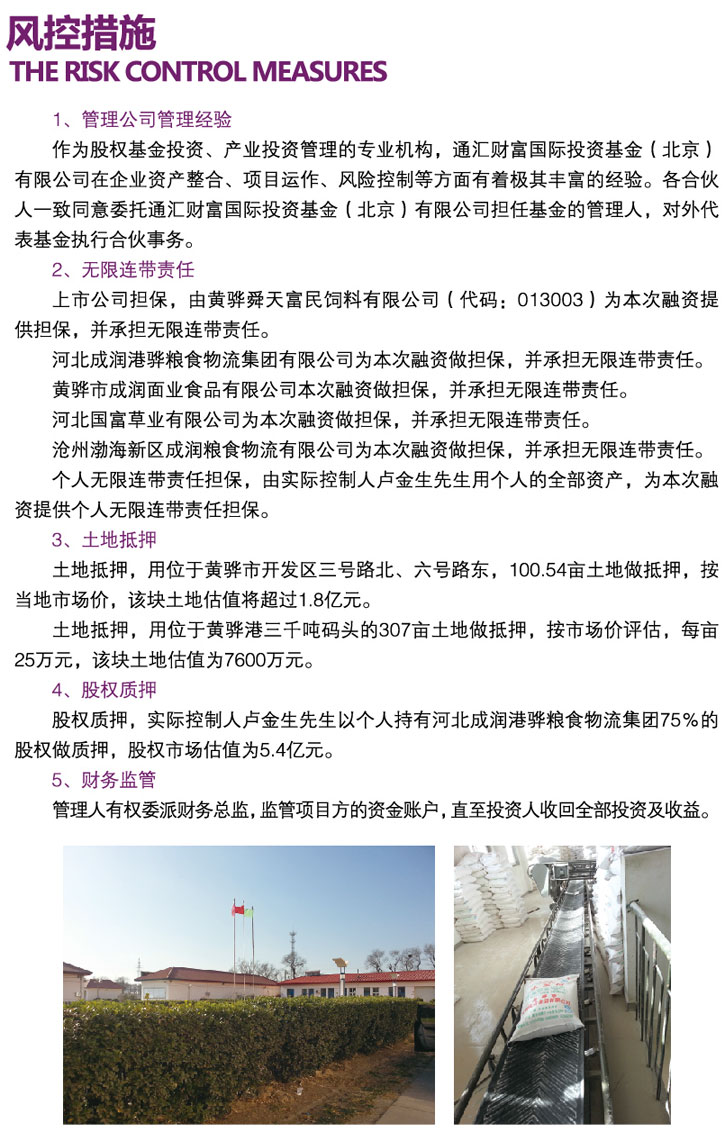 风控措施
THE RISK CONTROL MEASURES
1、管理公司管理经验
作为股权基金投资、产业投资管理的专业机构，通汇财富国际投资基金（北京）
有限公司在企业资产整合、项目运作、风险控制等方面有着极其丰富的经验。各合伙
人一致同意委托通汇财富国际投资基金（北京）有限公司担任基金的管理人，对外代
表基金执行合伙事务。
2、无限连带责任
上市公司担保，由黄骅舜天富民饲料有限公司（代码：013003）为本次融资提
供担保，并承担无限连带责任。
河北成润港骅粮食物流集团有限公司为本次融资做担保，并承担无限连带责任。
黄骅市成润面业食品有限公司本次融资做担保，并承担无限连带责任。
河北国富草业有限公司为本次融资做担保，并承担无限连带责任。
沧州渤海新区成润粮食物流有限公司为本次融资做担保，并承担无限连带责任。
个人无限连带责任担保，由实际控制人卢金生先生用个人的全部资产，为本次融
资提供个人无限连带责任担保。
3、土地抵押
土地抵押，用位于黄骅市开发区三号路北、六号路东，100.54亩土地做抵押，按
当地市场价，该块土地估值将超过1.8亿元。
土地抵押，用位于黄骅港三千吨码头的307亩土地做抵押，按市场价评估，每亩
25万元，该块土地估值为7600万元。
4、股权质押
股权质押，实际控制人卢金生先生以个人持有河北成润港骅粮食物流集团75%的
股权做质押，股权市场估值为5.4亿元。
5、财务监管
管理人有权委派财务总监，监管项目方的资金账户，直至投资人收回全部投资及收益。